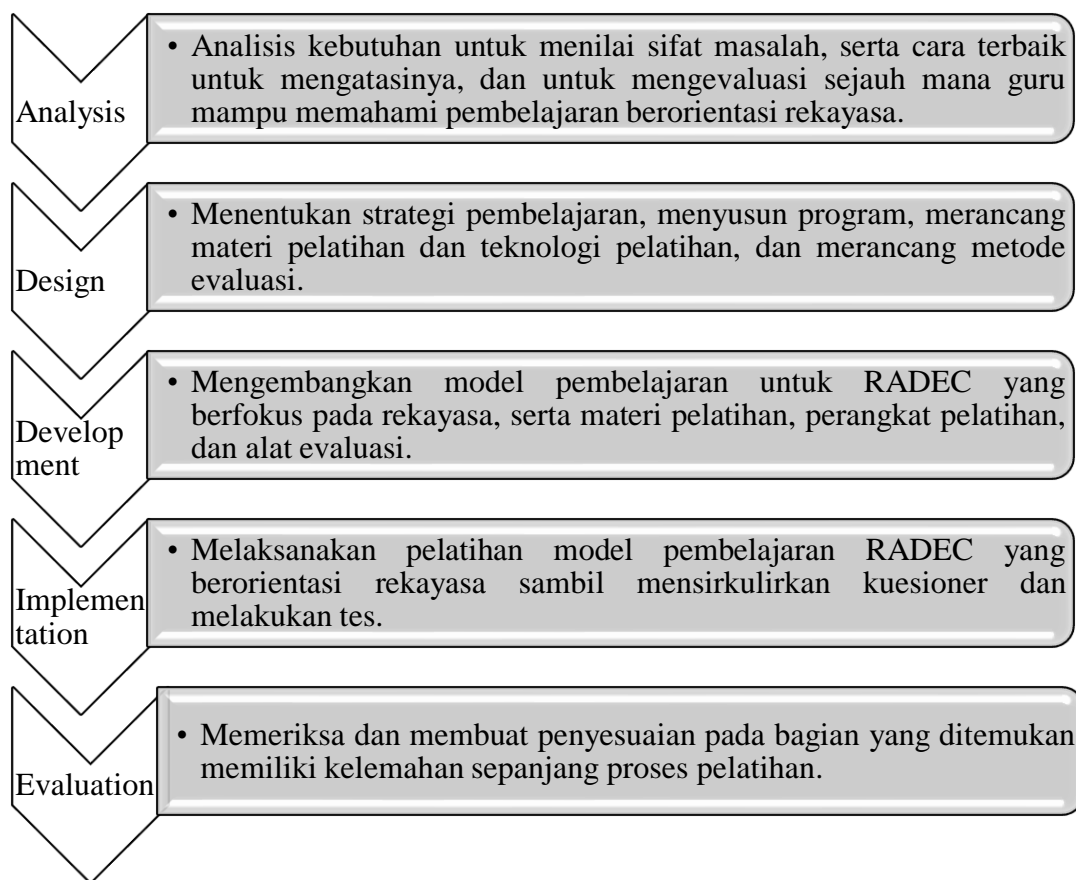 Analysis
• Analisis kebutuhan untuk menilai sifat masalah, serta cara terbaik
untuk mengatasinya, dan untuk mengevaluasi sejauh mana guru
mampu memahami pembelajaran berorientasi rekayasa.
Design
• Menentukan strategi pembelajaran, menyusun program, merancang
materi pelatihan dan teknologi pelatihan, dan merancang metode
evaluasi.
Develop
ment
• Mengembangkan model pembelajaran untuk RADEC yang
berfokus pada rekayasa, serta materi pelatihan, perangkat pelatihan,
dan alat evaluasi.
Implemen
tation
• Melaksanakan pelatihan model pembelajaran RADEC yang
berorientasi rekayasa sambil mensirkulirkan kuesioner dan
melakukan tes.
Evaluation
• Memeriksa dan membuat penyesuaian pada bagian yang ditemukan
memiliki kelemahan sepanjang proses pelatihan.